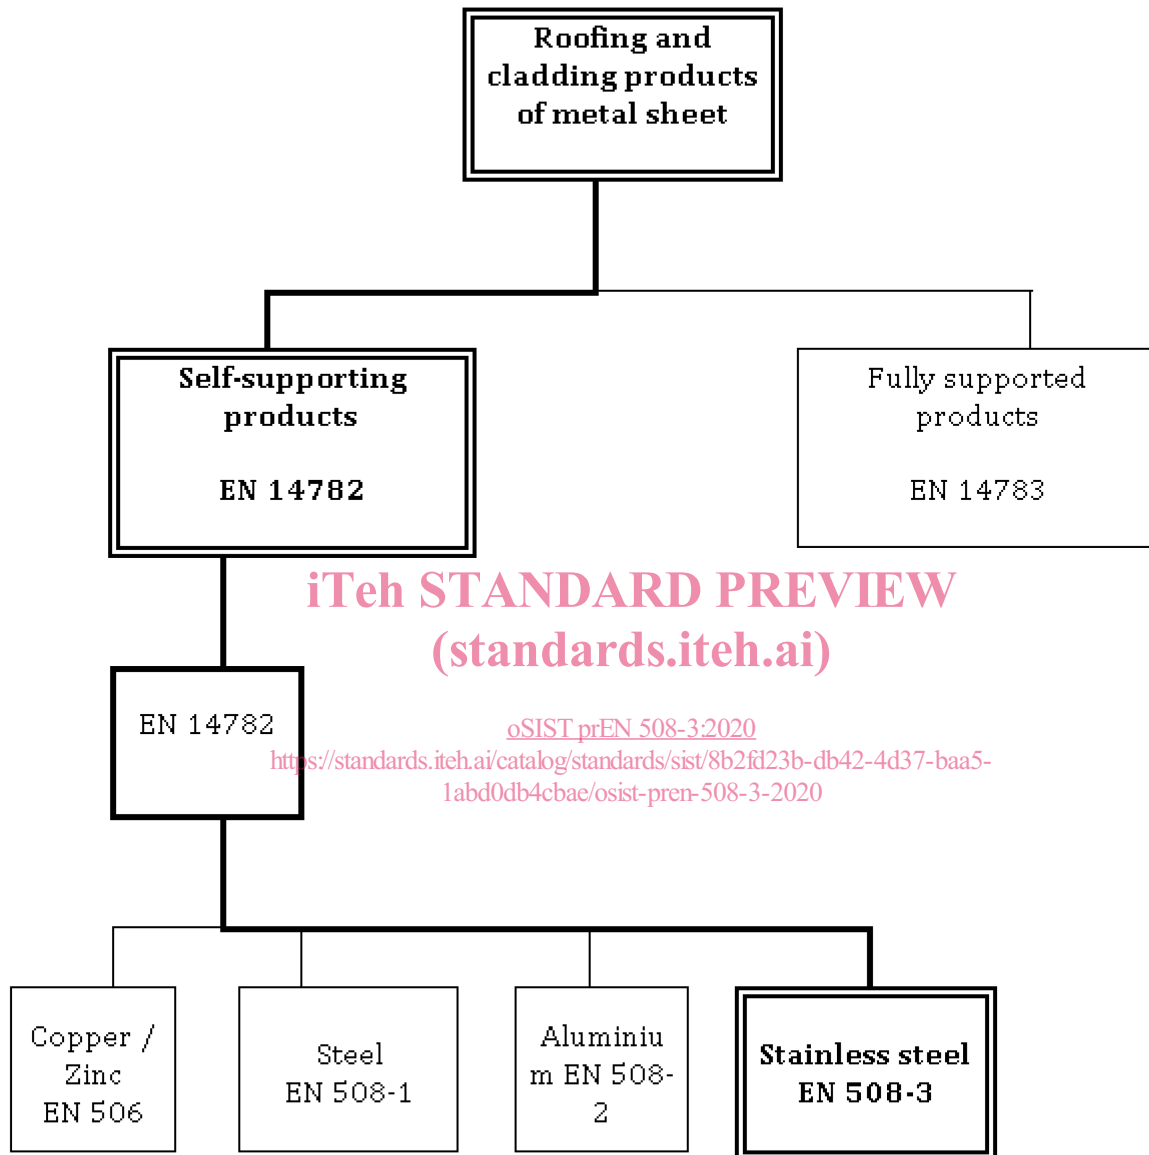 Roofing and
cladding products
of metal sheet
Self-supporting
products
EN 14782
Fully supported
products
EN 14783
iTeh STANDARD PREVIEW
(standards.iteh.ai)
EN 14782
oSIST prEN 508-3:2020
https://standards.iteh.ai/catalog/standards/sist/8b2fd23b-db42-4d37-baa5-
1abd0db4cbae/osist-pren-508-3-2020
Copper /
Zinc
EN 506
Steel
EN 508-1
Aluminiu
m EN 508-
2
Stainless steel
EN 508-3